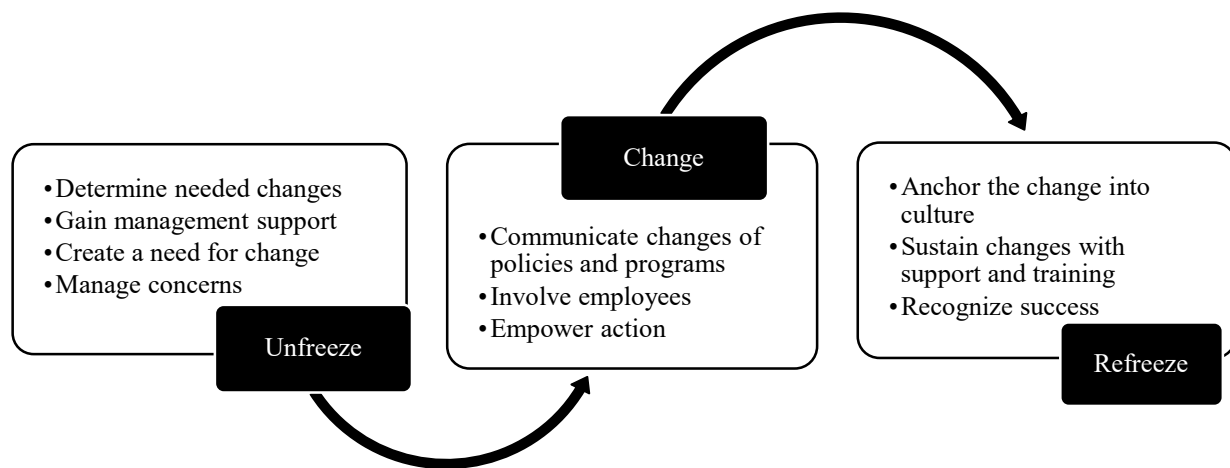 •Determine needed changes
•Gain management support
•Create a need for change
•Manage concerns
Unfreeze
Change
•Communicate changes of
policies and programs
•Involve employees
•Empower action
•Anchor the change into
culture
•Sustain changes with
support and training
•Recognize success
Refreeze